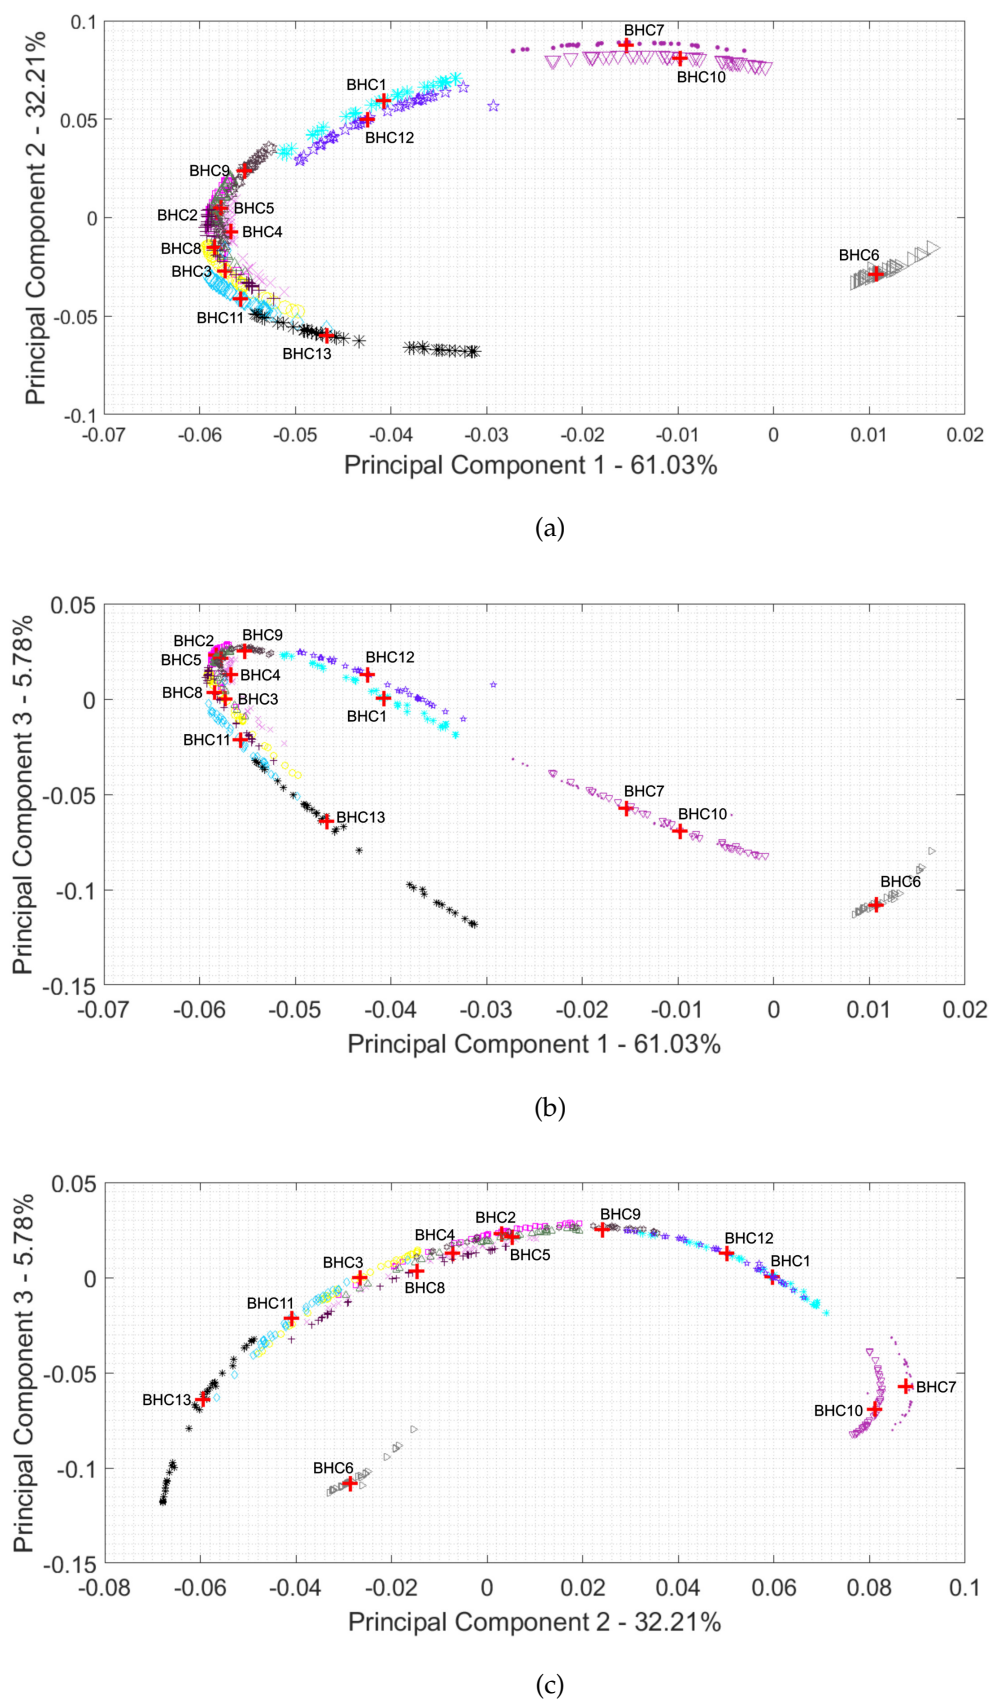 0.1
0.05
0
-0.05
-0.1
Principal Component 2 - 32.21%
BHC7
BHC10
BHC1
BHC12
BHC9
BHC5
BHC2
BHC4
BHC8
BHC3
BHC11
BHC13
BHC6
-0.07 -0.06 -0.05 -0.04 -0.03 -0.02 -0.01 0 0.01 0.02
Principal Component 1 - 61.03%
(a)
0.05
0
-0.05
-0.1
-0.15
Principal Component 3 - 5.78%
BHC2
BHC9
BHC5
BHC4
BHC12
BHC8
BHC3
BHC1
BHC11
BHC13
BHC7
BHC10
BHC6
-0.07 -0.06 -0.05 -0.04 -0.03 -0.02 -0.01 0 0.01 0.02
Principal Component 1 - 61.03%
(b)
0.05
0
-0.05
-0.1
-0.15
Principal Component 3 - 5.78%
BHC2
BHC9
BHC4
BHC5
BHC12
BHC3
BHC8
BHC1
BHC11
BHC13
BHC7
BHC10
BHC6
-0.08 -0.06 -0.04 -0.02 0 0.02 0.04 0.06 0.08 0.1
Principal Component 2 - 32.21%
(c)